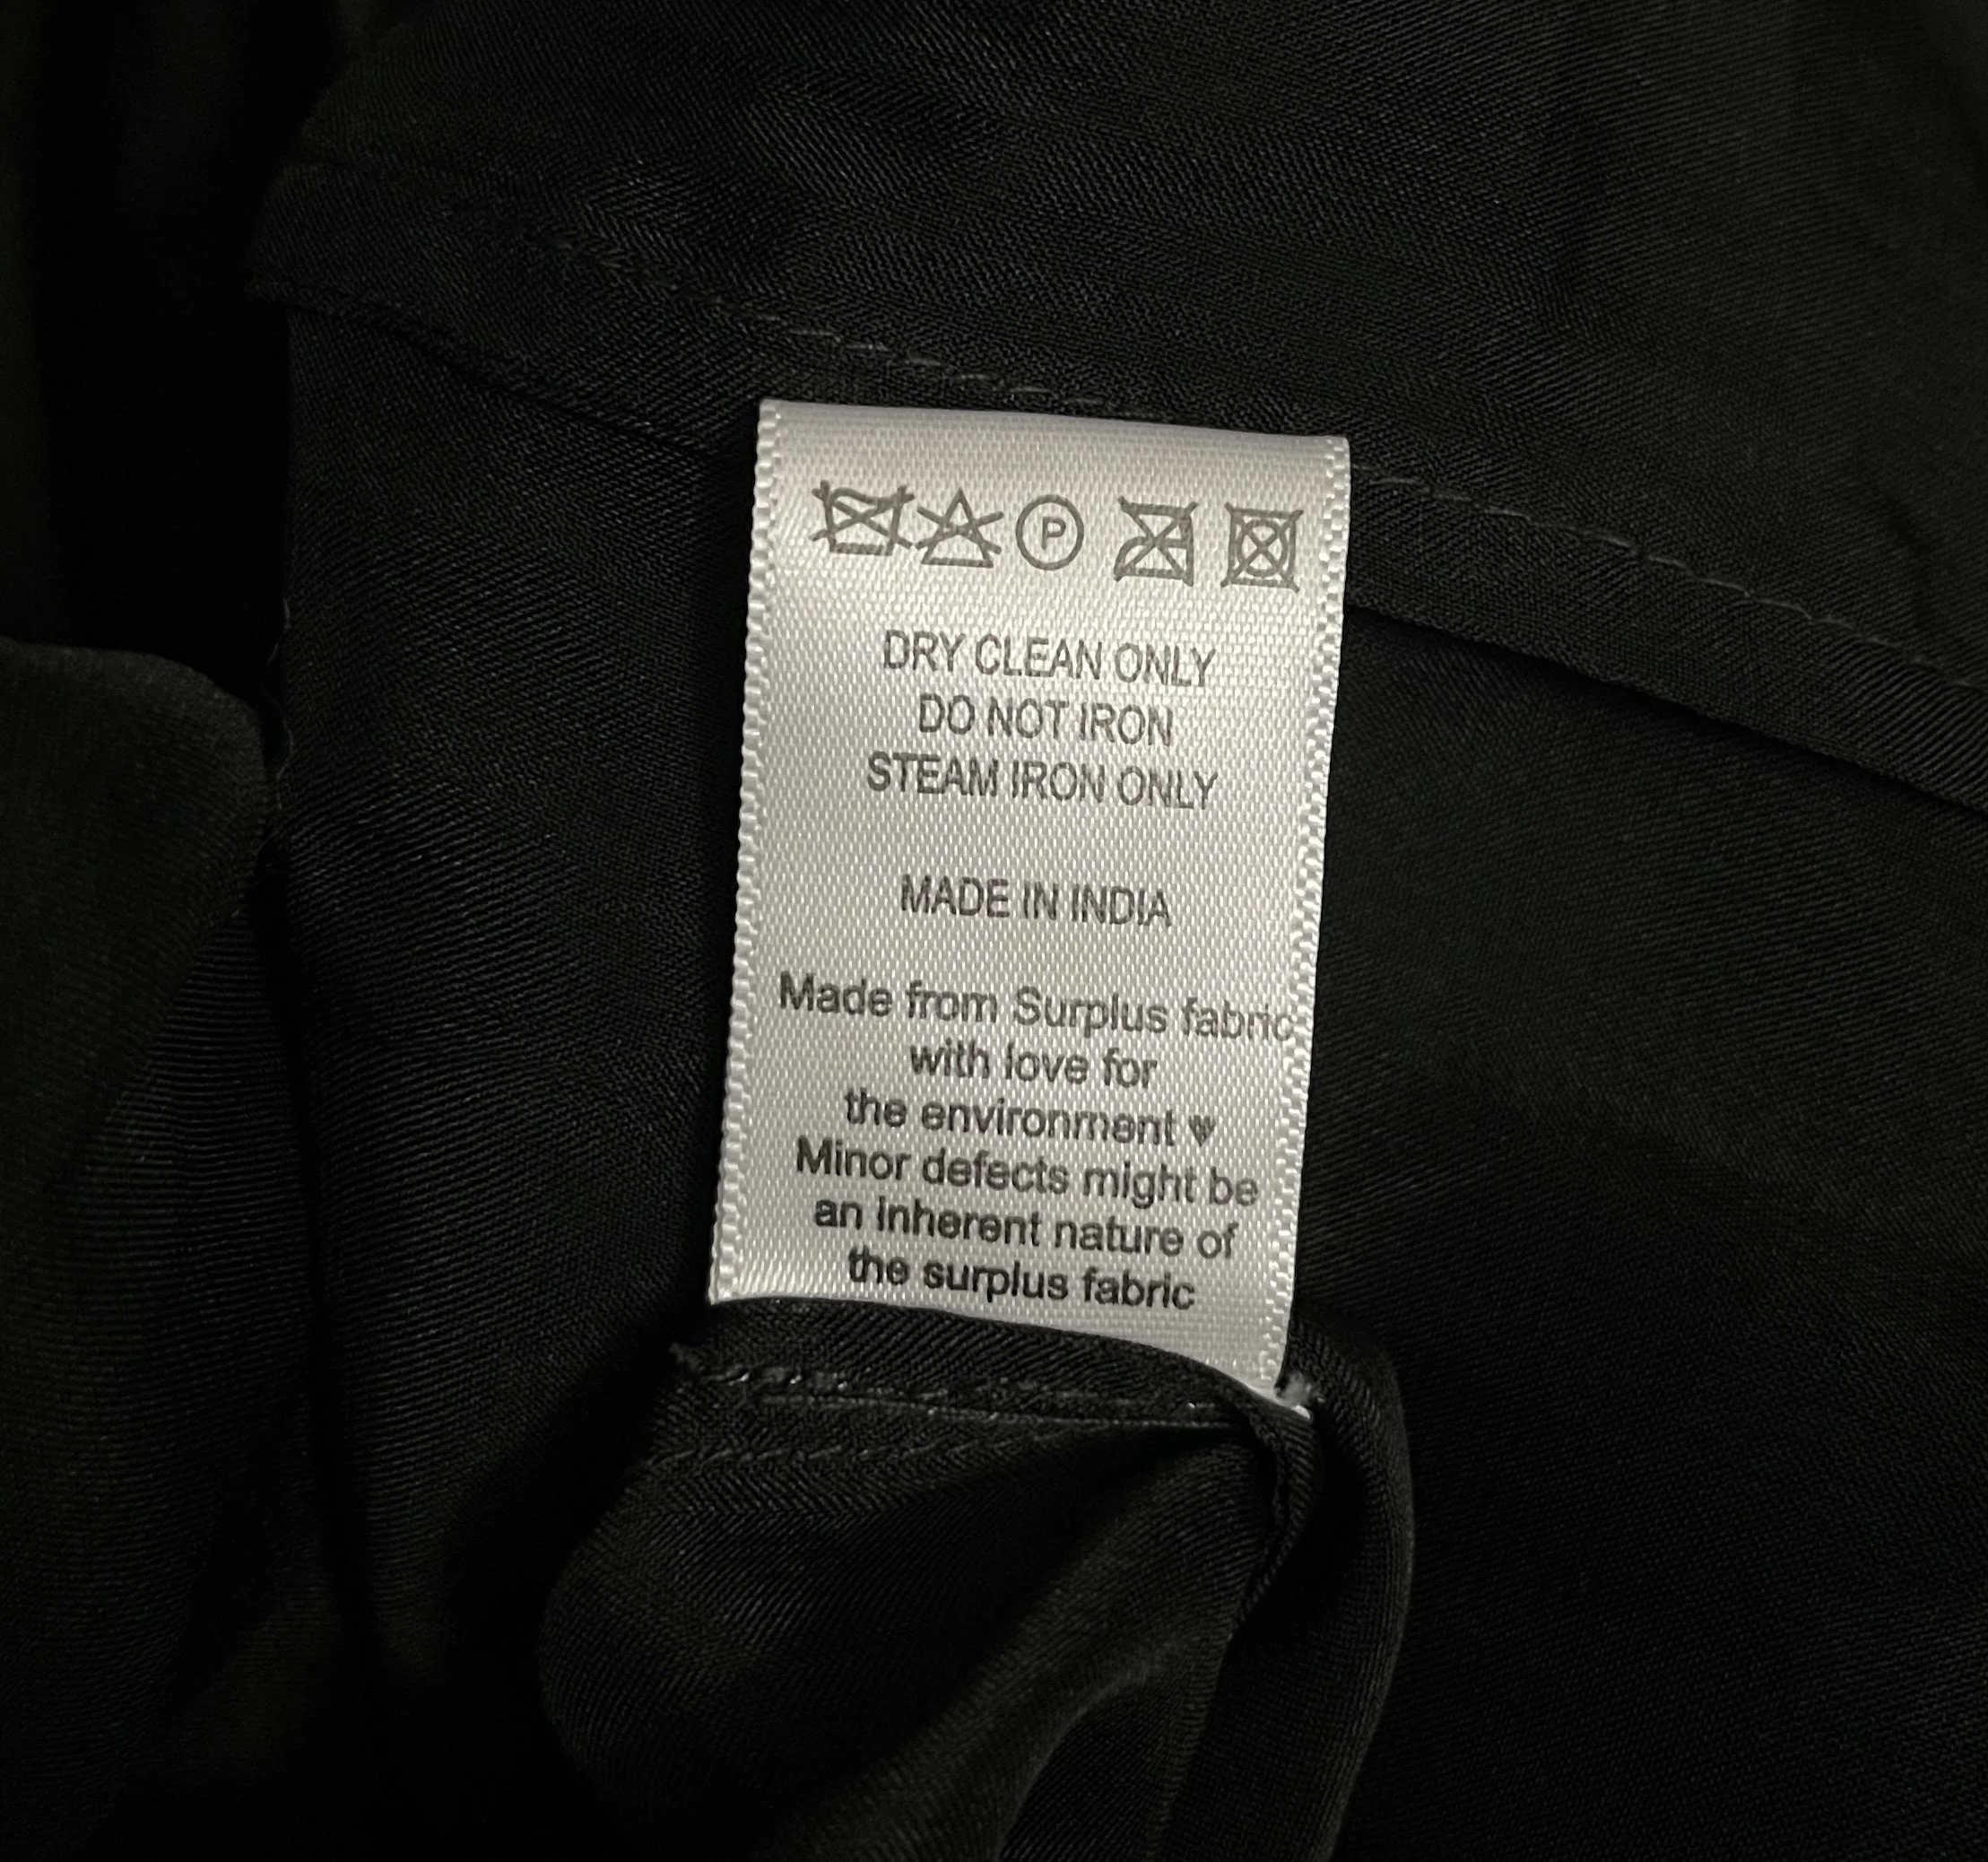 P
DRY CLEAN ONLY
DO NOT IRON
STEAM IRON ONLY
MADE IN INDIA
Made from Surplus fabric
with love for
the environment ♥
Minor defects might be
an inherent nature of
the surplus fabric